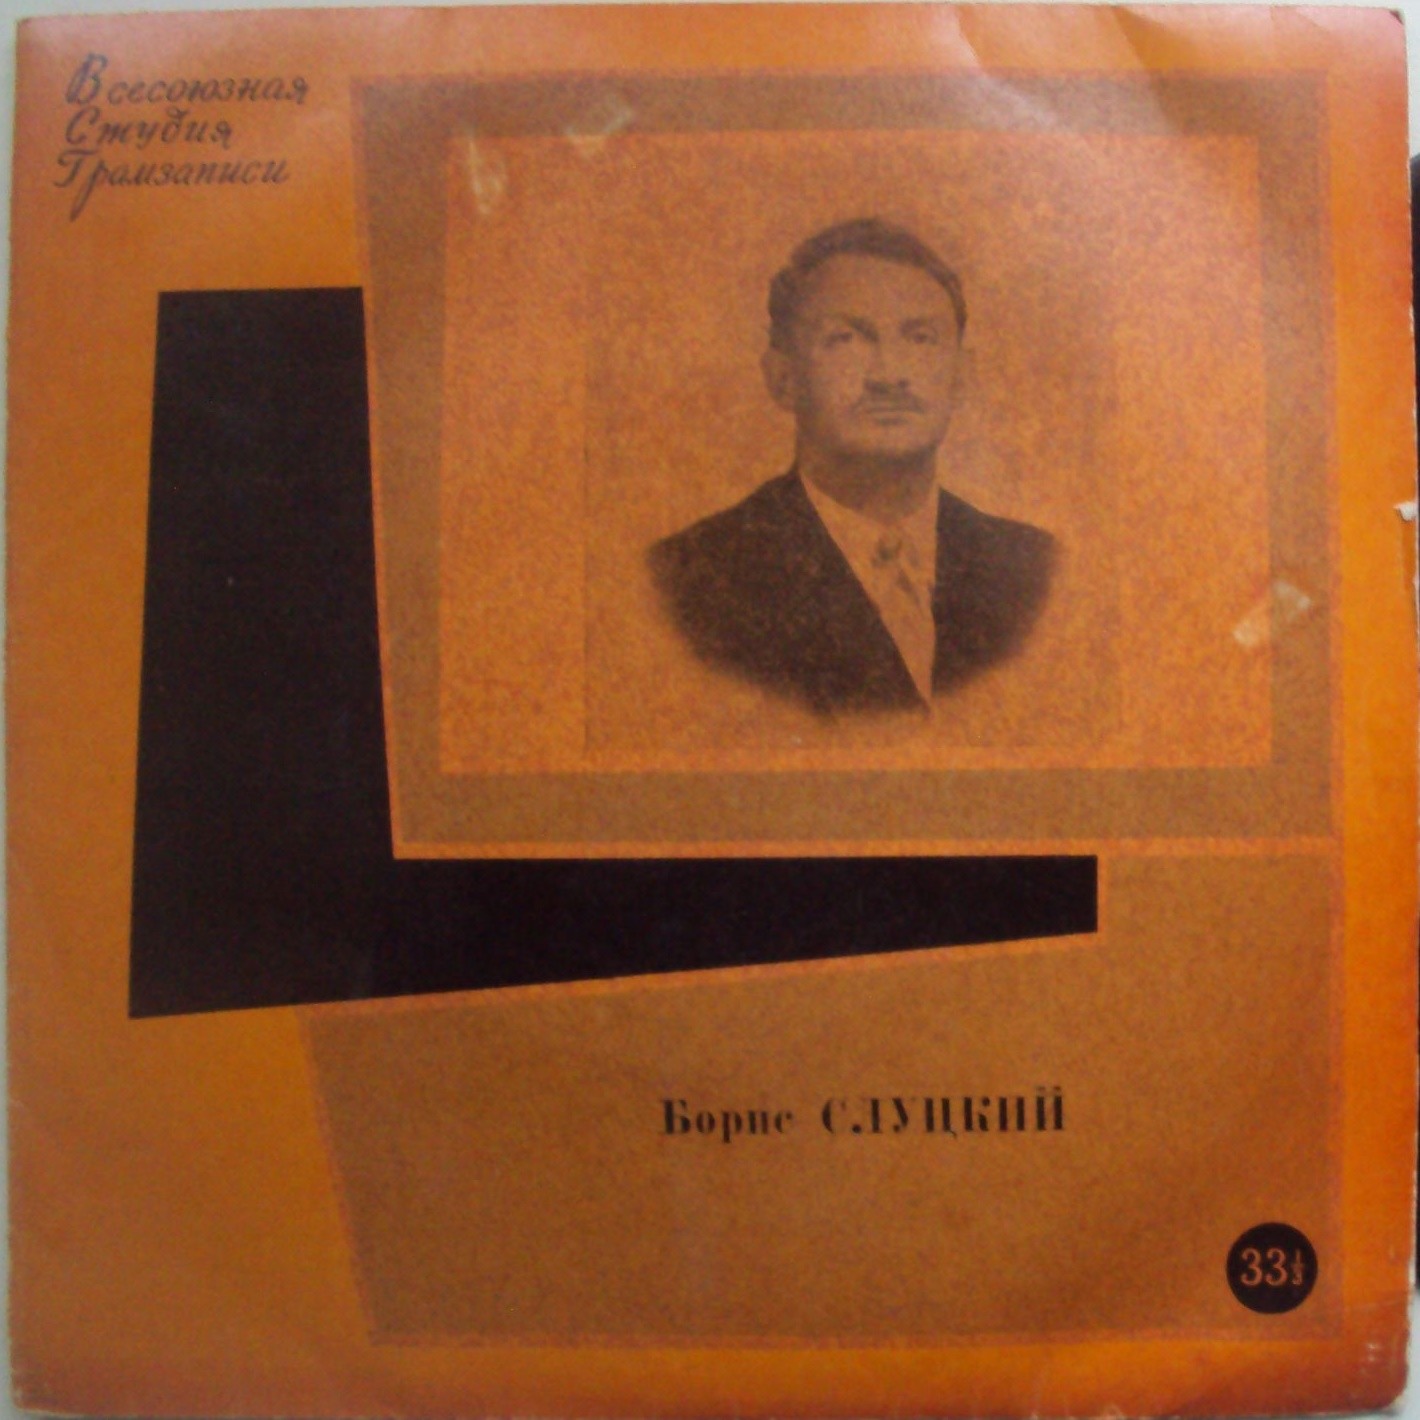 Всесоюзная
Студия
Грамзаписи
Борис СЛУЦКИЙ
33⅓